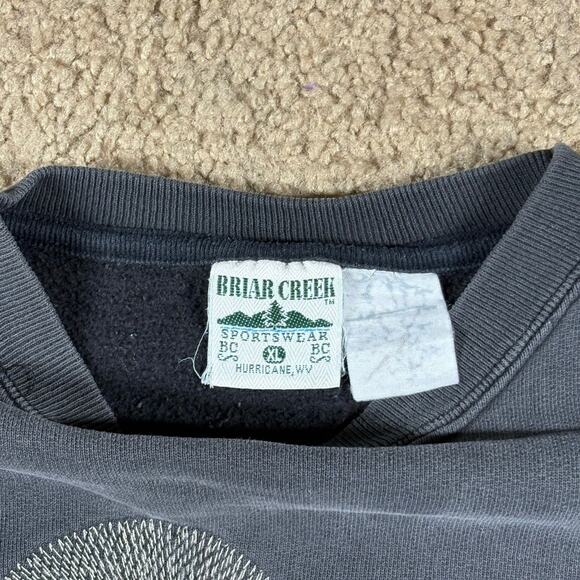 BRIAR CREEK
TM
SPORTSWEAR
BC XL BC
HURRICANE, WV